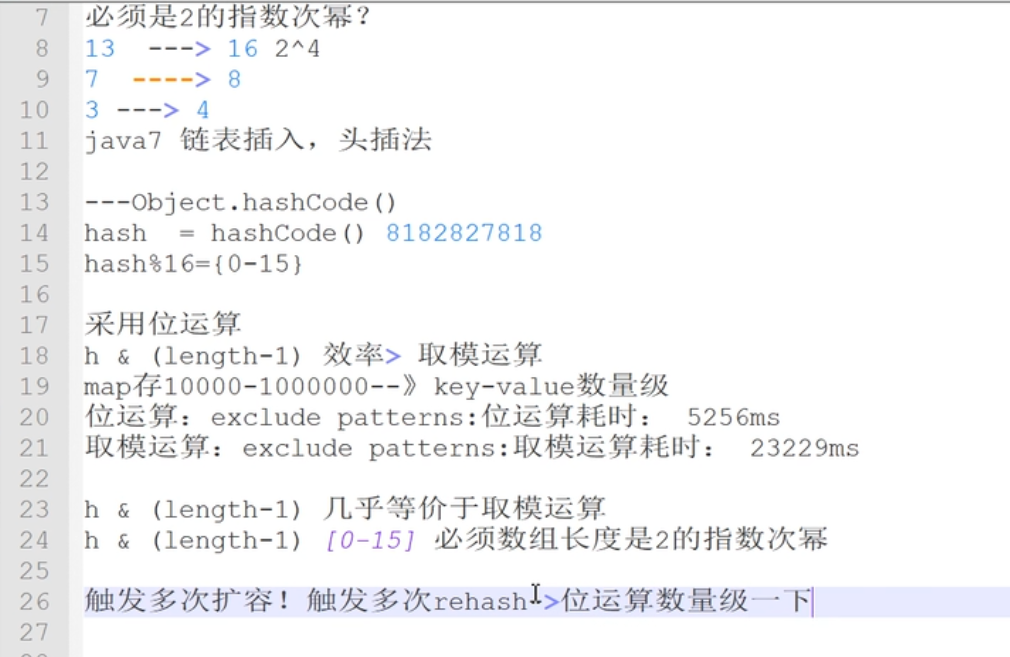 7 必须是2的指数次幂？
8 13 ---> 16 2^4
9 7 ----> 8
10 3 ---> 4
11 java7 链表插入，头插法
12
13 ---Object.hashCode()
14 hash = hashCode() 8182827818
15 hash%16={0-15}
16
17 采用位运算
18 h & (length-1) 效率> 取模运算
19 map存10000-1000000--》key-value数量级
20 位运算：exclude patterns:位运算耗时： 5256ms
21 取模运算：exclude patterns:取模运算耗时： 23229ms
22
23 h & (length-1) 几乎等价于取模运算
24 h & (length-1) [0-15] 必须数组长度是2的指数次幂
25
26 触发多次扩容！触发多次rehash->位运算数量级一下
27